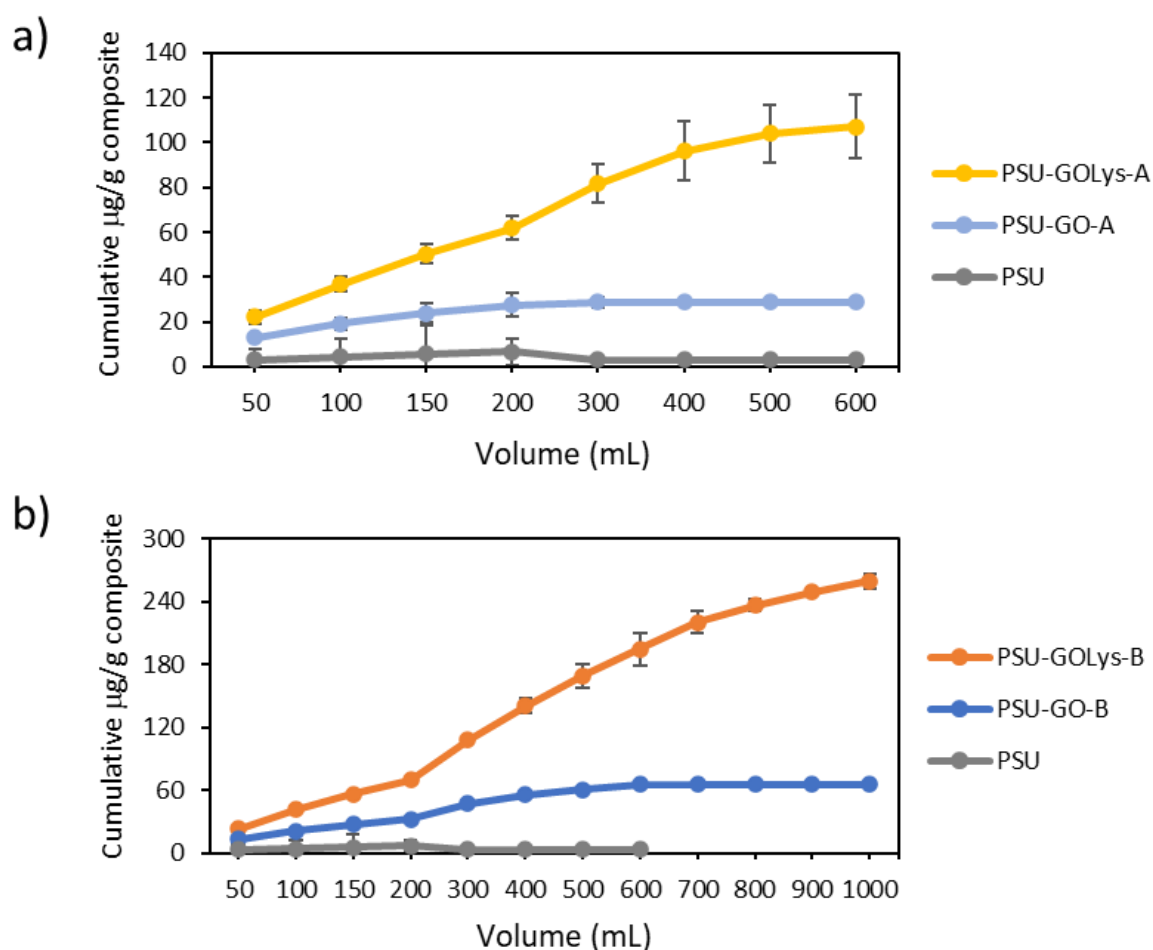 a)
Cumulative µg/g composite
140
120
100
80
60
40
20
0
50 100 150 200 300 400 500 600
Volume (mL)
PSU-GOLys-A
PSU-GO-A
PSU
b)
Cumulative µg/g composite
300
240
180
120
60
0
50 100 150 200 300 400 500 600 700 800 900 1000
Volume (mL)
PSU-GOLys-B
PSU-GO-B
PSU